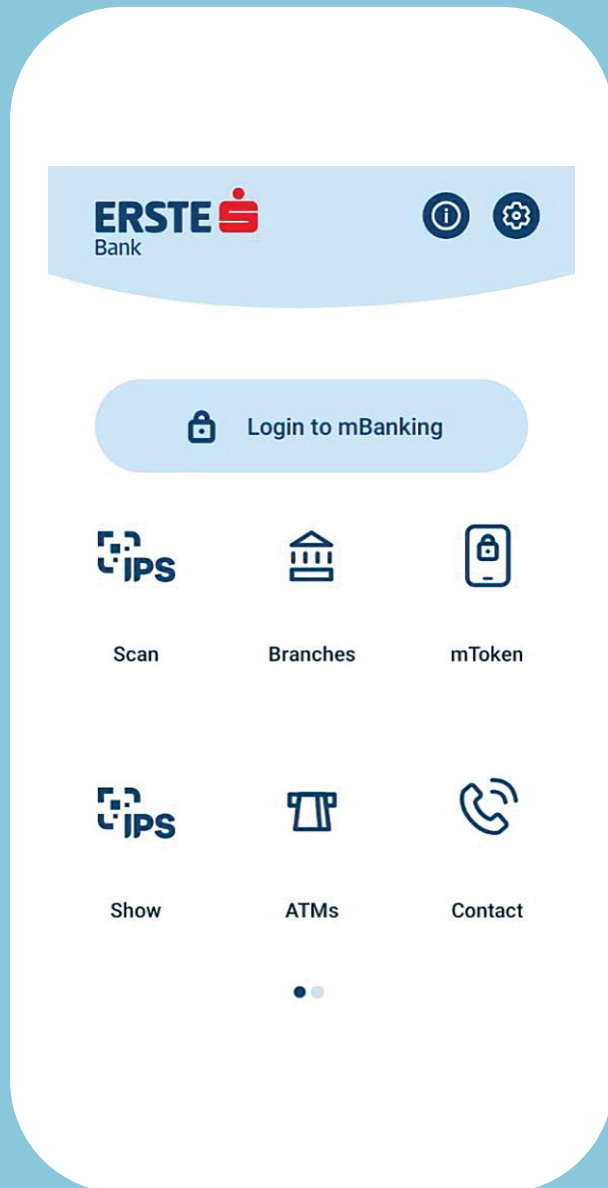 ERSTE
Bank
Login to mBanking
IPS
Scan
Branches
mToken
IPS
Show
ATMs
Contact